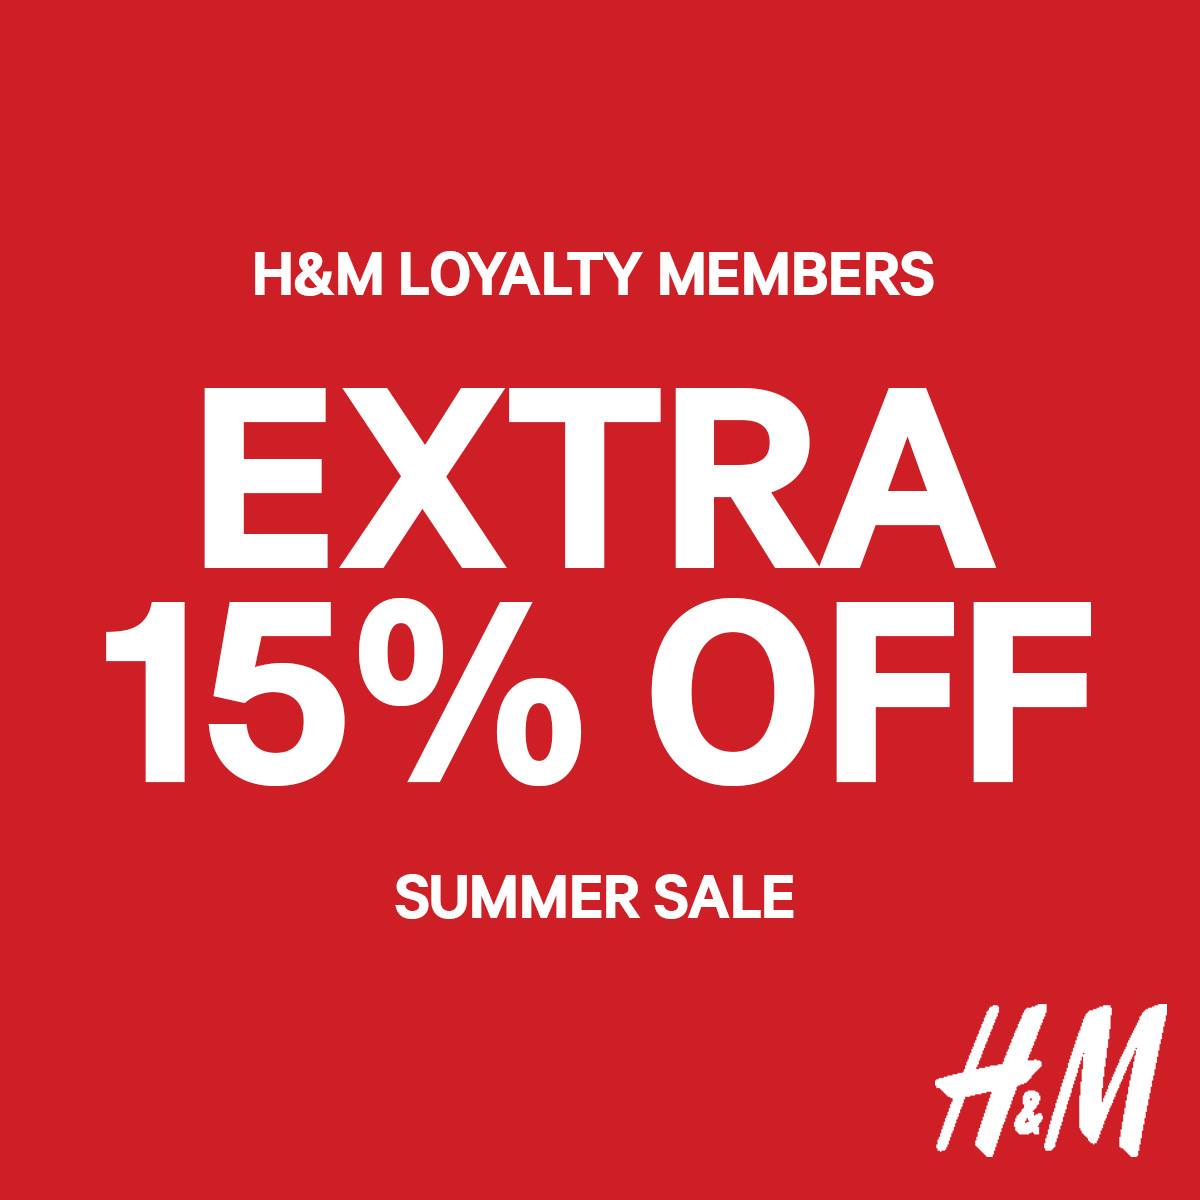 H&M LOYALTY MEMBERS
EXTRA
15% OFF
SUMMER SALE
H&M